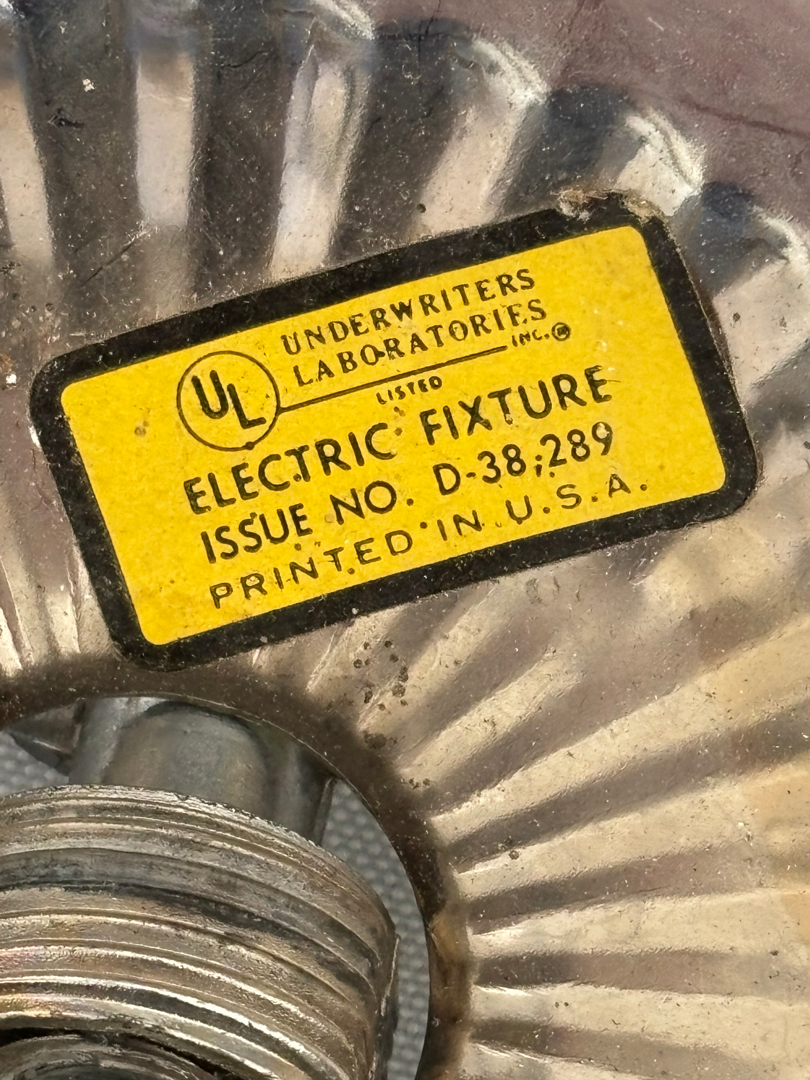 UL
UNDERWRITERS
LABORATORIES
INC.®
LISTED
ELECTRIC FIXTURE
ISSUE NO. D-38,289
PRINTED IN U.S.A.